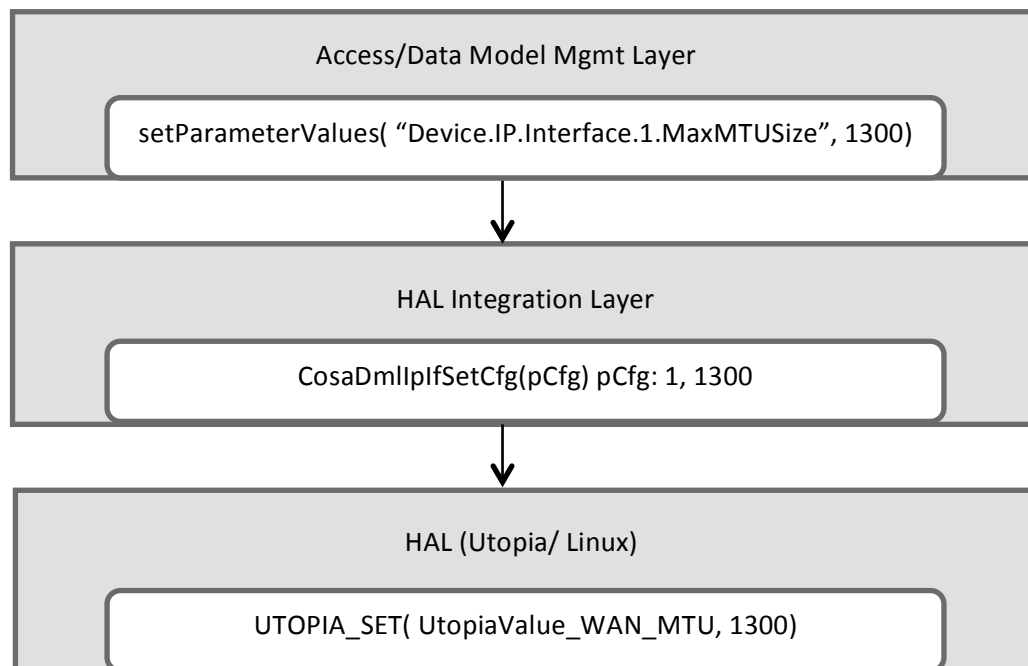 Access/Data Model Mgmt Layer
setParameterValues( “Device.IP.Interface.1.MaxMTUSize”, 1300)
HAL Integration Layer
CosaDmlIpIfSetCfg(pCfg) pCfg: 1, 1300
HAL (Utopia/ Linux)
UTOPIA_SET( UtopiaValue_WAN_MTU, 1300)